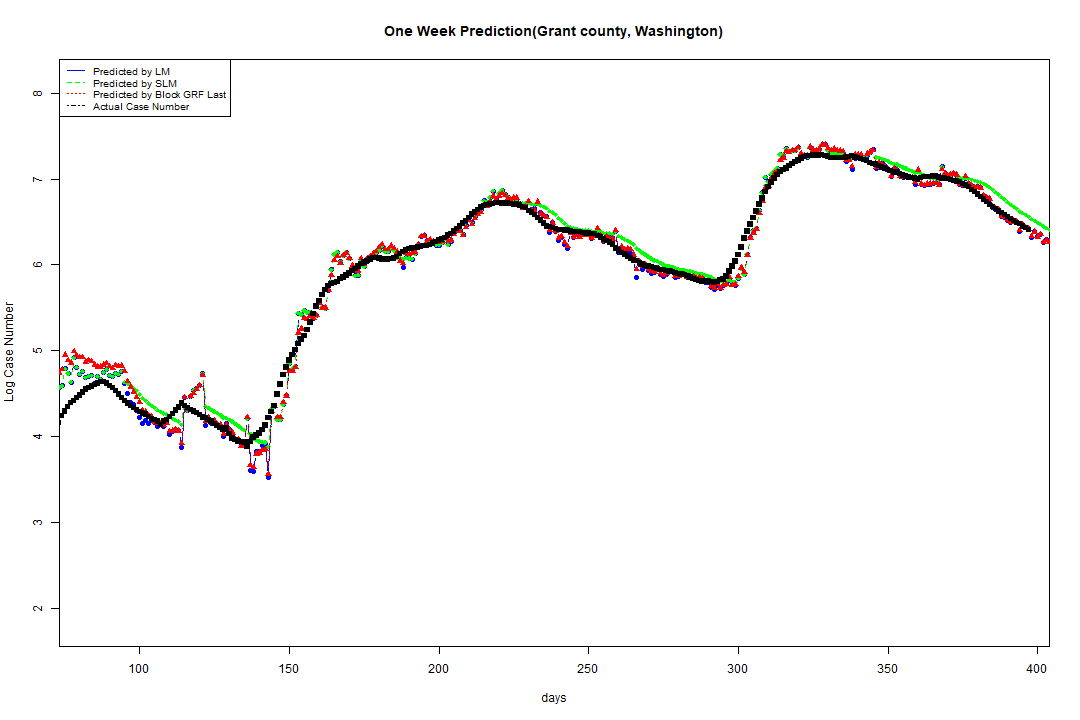 One Week Prediction(Grant county, Washington)
Predicted by LM
Predicted by SLM
Predicted by Block GRF Last
Actual Case Number
8
7
6
5
4
3
2
Log Case Number
100 150 200 250 300 350 400
days